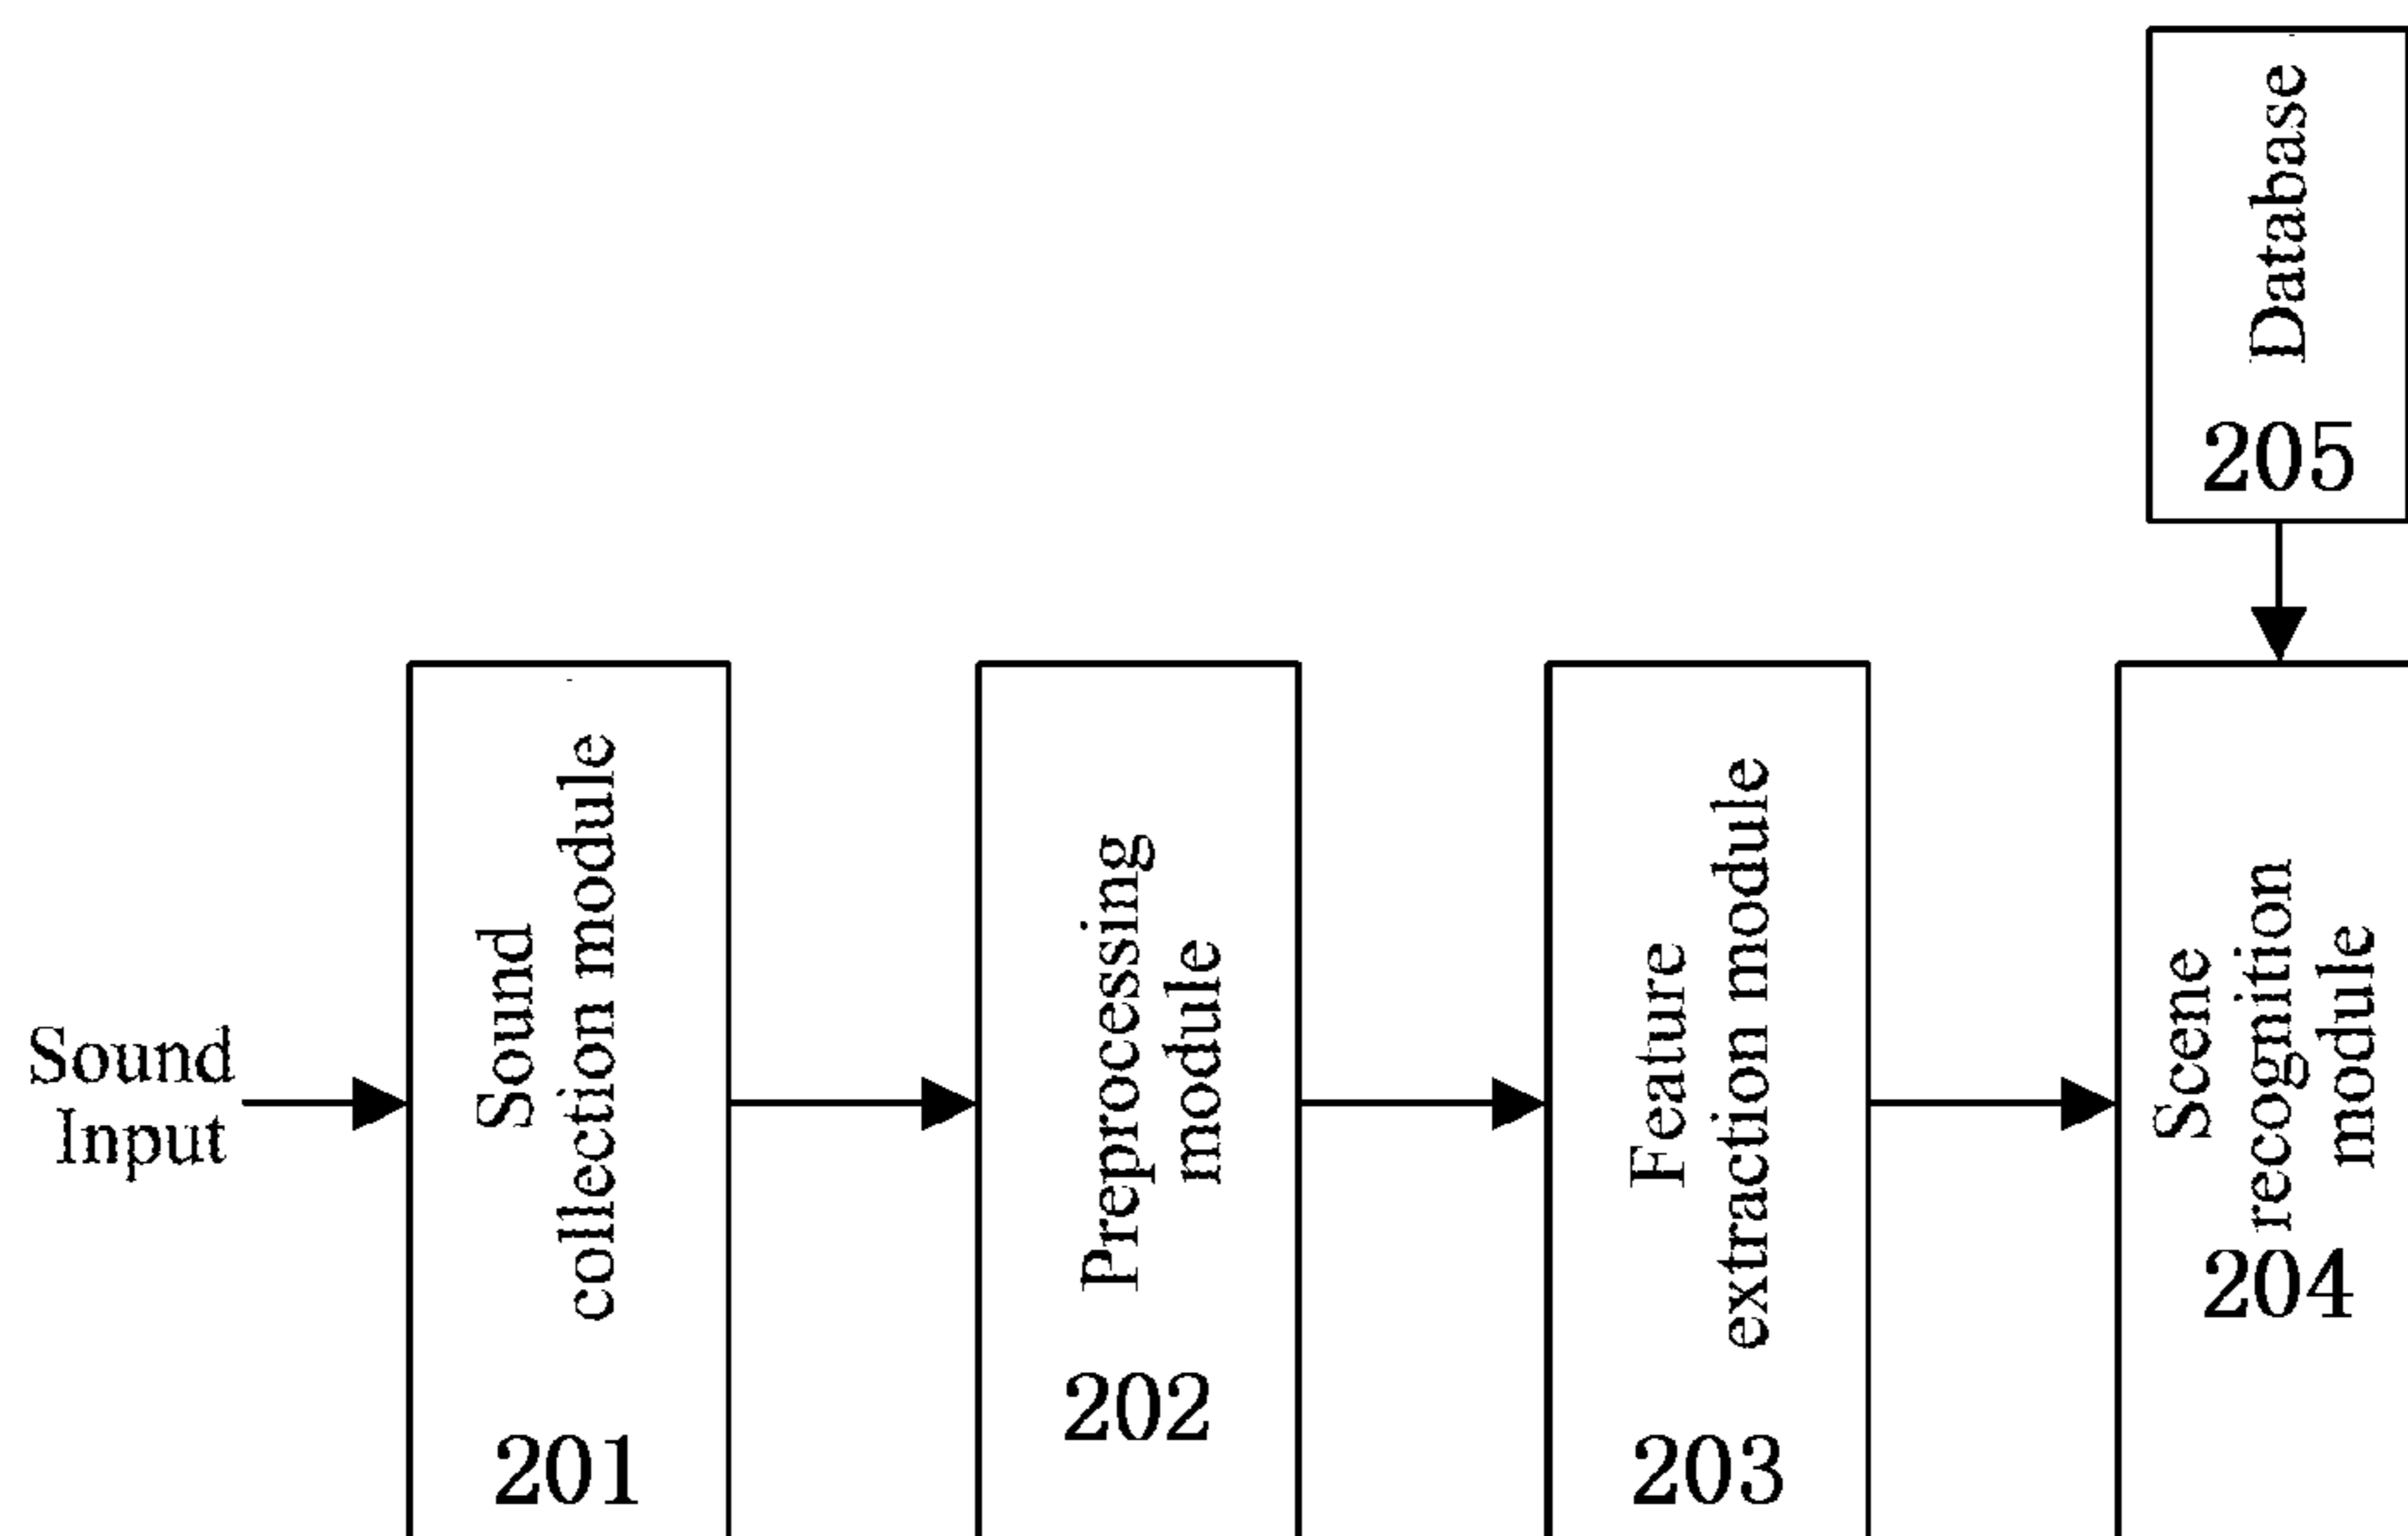 Database
205
Sound
Input
Sound
collection module
201
Preprocessing
module
202
Feature
extraction module
203
Scene
recognition
module
204